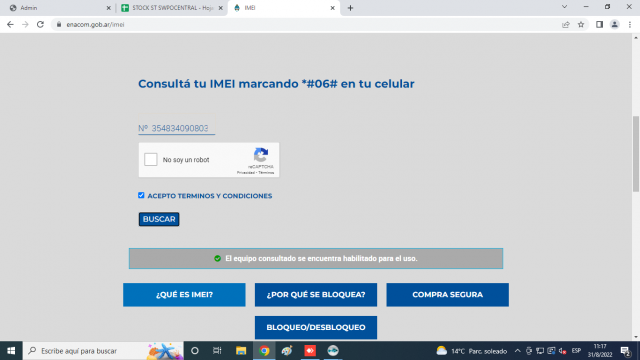 Admin
STOCK ST SWPOCENTRAL - Hoja
IMEI
enacom.gob.ar/imei
Consultá tu IMEI marcando *#06# en tu celular
Nº 354834090803
No soy un robot
reCAPTCHA
Privacidad - Términos
ACEPTO TERMINOS Y CONDICIONES
BUSCAR
El equipo consultado se encuentra habilitado para el uso.
¿QUÉ ES IMEI?
¿POR QUÉ SE BLOQUEA?
COMPRA SEGURA
BLOQUEO/DESBLOQUEO
Escribe aquí para buscar
14°C Parc. soleado
ESP
11:17
31/8/2022